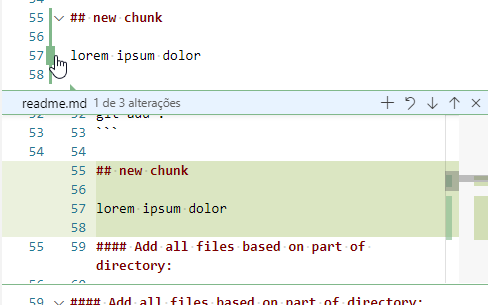 55 ## new chunk
56
57 lorem ipsum dolor
58
readme.md 1 de 3 alterações
52 52 git add .
53 53 ```
54 54
55 ## new chunk
56
57 lorem ipsum dolor
58
55 59 #### Add all files based on part of
directory:
56 60
59 #### Add all files based on part of directory: